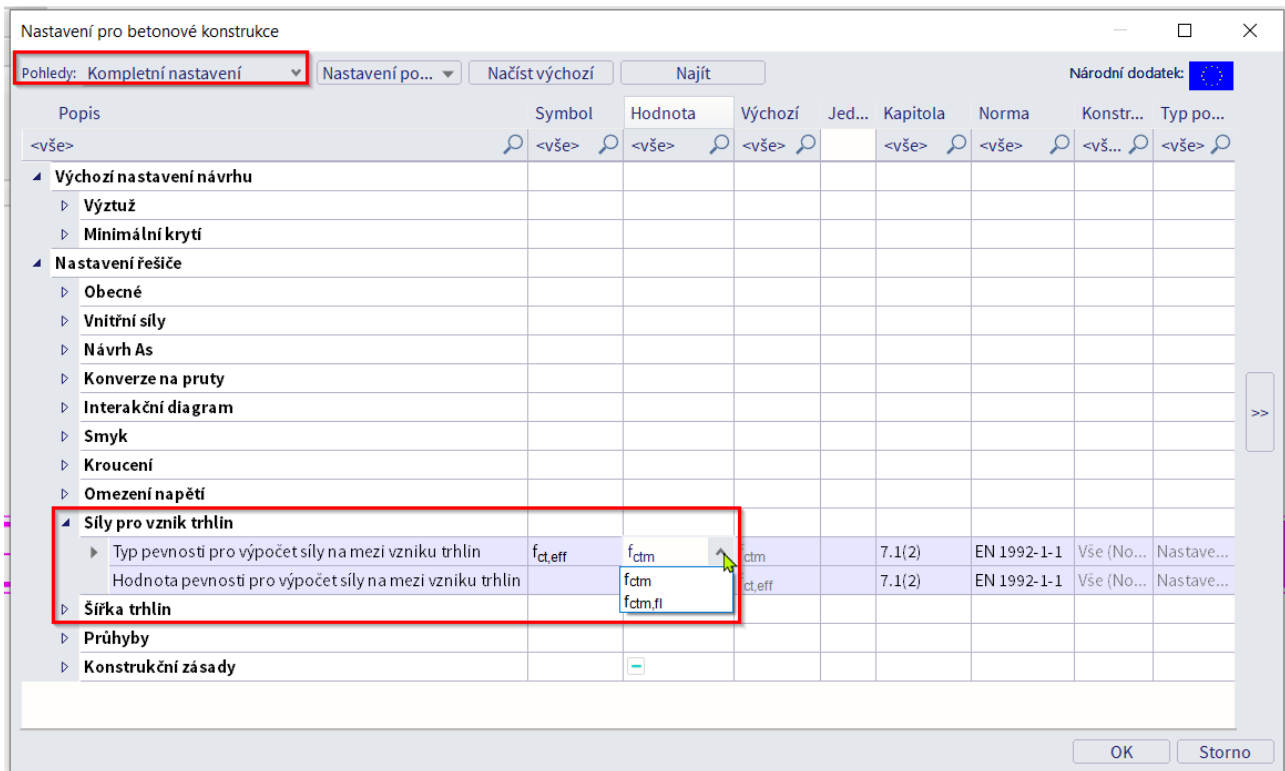 Nastavení pro betonové konstrukce
Pohledy: Kompletní nastavení Nastavení po... Načíst výchozí Najít Národní dodatek:
Popis Symbol Hodnota Výchozí Jed... Kapitola Norma Konstr... Typ po...
<vše> <vše> <vše> <vše> <vše> <vše> <vš... <vše>
Výchozí nastavení návrhu
Výztuž
Minimální krytí
Nastavení řešiče
Obecné
Vnitřní síly
Návrh As
Konverze na pruty
Interakční diagram
Smyk
Kroucení
Omezení napětí
Síly pro vznik trhlin
Typ pevnosti pro výpočet síly na mezi vzniku trhlin fct,eff fctm fctm 7.1(2) EN 1992-1-1 Vše (No... Nastave...
Hodnota pevnosti pro výpočet síly na mezi vzniku trhlin fctm fct,eff 7.1(2) EN 1992-1-1 Vše (No... Nastave...
fctm,fl
Šířka trhlin
Průhyby
Konstrukční zásady
>>
OK Storno